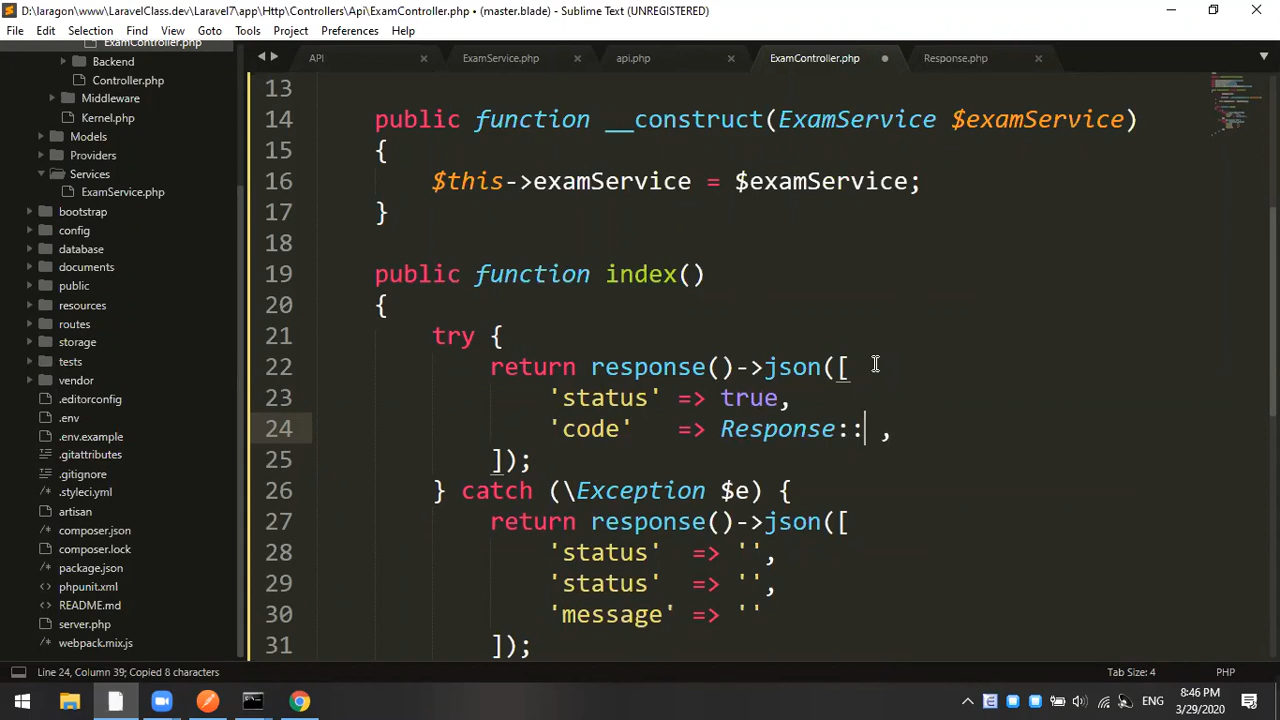 D:\laragon\www\LaravelClass.dev\Laravel7\app\Http\Controllers\Api\ExamController.php • (master.blade) - Sublime Text (UNREGISTERED)
File Edit Selection Find View Goto Tools Project Preferences Help
ExamController.php
Backend
Controller.php
Middleware
Kernel.php
Models
Providers
Services
ExamService.php
bootstrap
config
database
documents
public
resources
routes
storage
tests
vendor
.editorconfig
.env
.env.example
.gitattributes
.gitignore
.styleci.yml
artisan
composer.json
composer.lock
package.json
phpunit.xml
README.md
server.php
webpack.mix.js
API ExamService.php api.php ExamController.php Response.php
13
14 public function __construct(ExamService $examService)
15 {
16 $this->examService = $examService;
17 }
18
19 public function index()
20 {
21 try {
22 return response()->json([
23 'status' => true,
24 'code' => Response:: ,
25 ]);
26 } catch (\Exception $e) {
27 return response()->json([
28 'status' => '',
29 'status' => '',
30 'message' => ''
31 ]);
Line 24, Column 39; Copied 8 characters Tab Size: 4 PHP
ENG 8:46 PM
3/29/2020